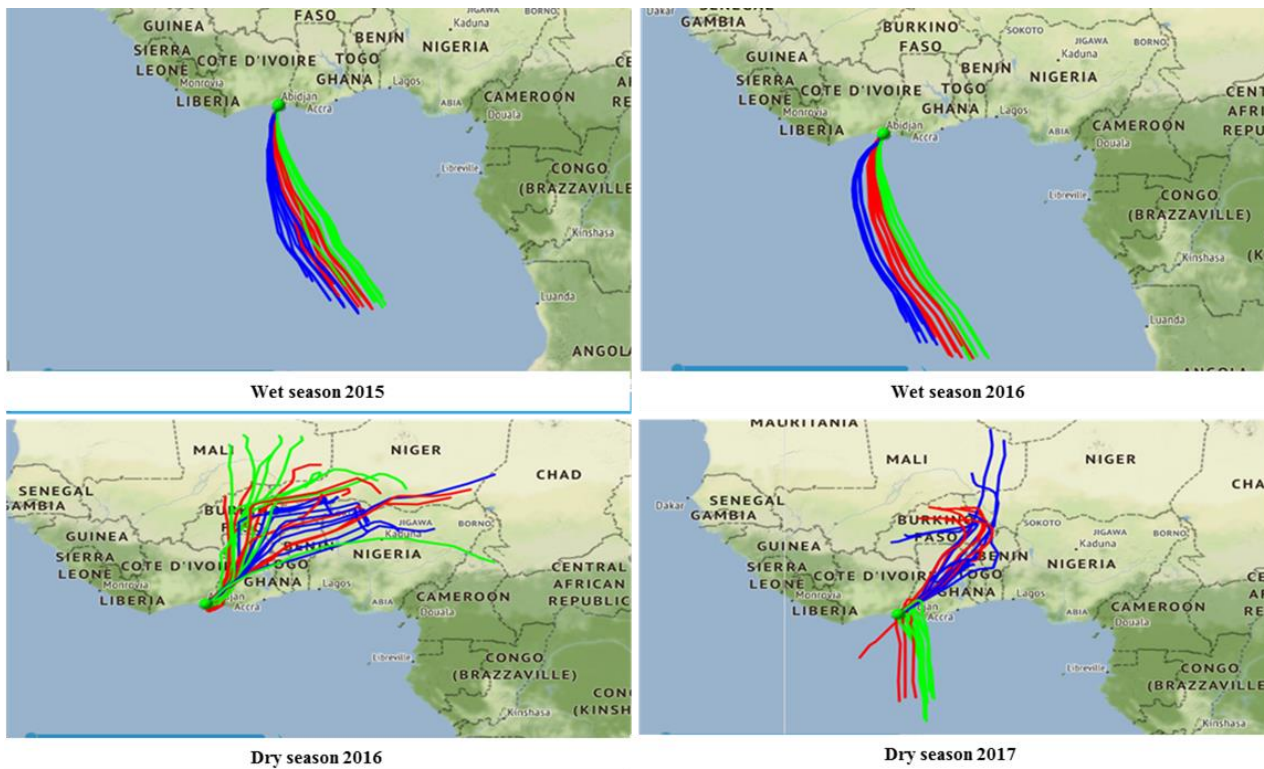 GUINEA
SIERRA
LEONE
COTE D'IVOIRE
Monrovia
LIBERIA
FASO
BENIN
TOGO
GHANA
NIGERIA
JIGAWA
Kaduna
BORNO
Abidjan
Accra
Lagos
ABIA
CAMEROON
Douala
Libreville
CONGO
(BRAZZAVILLE
Kinshasa
Luanda
ANGOLA
Wet season 2015
Dakar
GAMBIA
GUINEA
SIERRA
LEONE
COTE D'IVOIRE
Monrovia
LIBERIA
BURKINO
FASO
BENIN
TOGO
GHANA
SOKOTO
JIGAWA
Kaduna
BORNO
NIGERIA
Abidjan
Accra
Lagos
ABIA
CAMEROON
Douala
Libreville
CONGO
(BRAZZAVILLE)
Kinshasa
Luanda
Wet season 2016
MALI
NIGER
CHAD
SENEGAL
GAMBIA
GUINEA
SIERRA
LEONE
COTE D'IVOIRE
Monrovia
LIBERIA
BENIN
TOGO
GHANA
JIGAWA
Kaduna
BORNO
NIGERIA
Accra
Lagos
ABIA
CENTRAL
AFRICAN
REPUBLIC
CAMEROON
Douala
Libreville
CONGO
(BRAZZAVILLE)
Kinshasa
Dry season 2016
MAURITANIA
MALI
NIGER
Dakar
SENEGAL
GAMBIA
GUINEA
SIERRA
LEONE
COTE D'IVOIRE
Monrovia
LIBERIA
BURKINO
FASO
BENIN
TOGO
GHANA
SOKOTO
JIGAWA
Kaduna
BORNO
NIGERIA
Accra
Lagos
ABIA
CAMEROON
Douala
Libreville
CONGO
(BRAZZAVILLE
Kinshasa
Dry season 2017